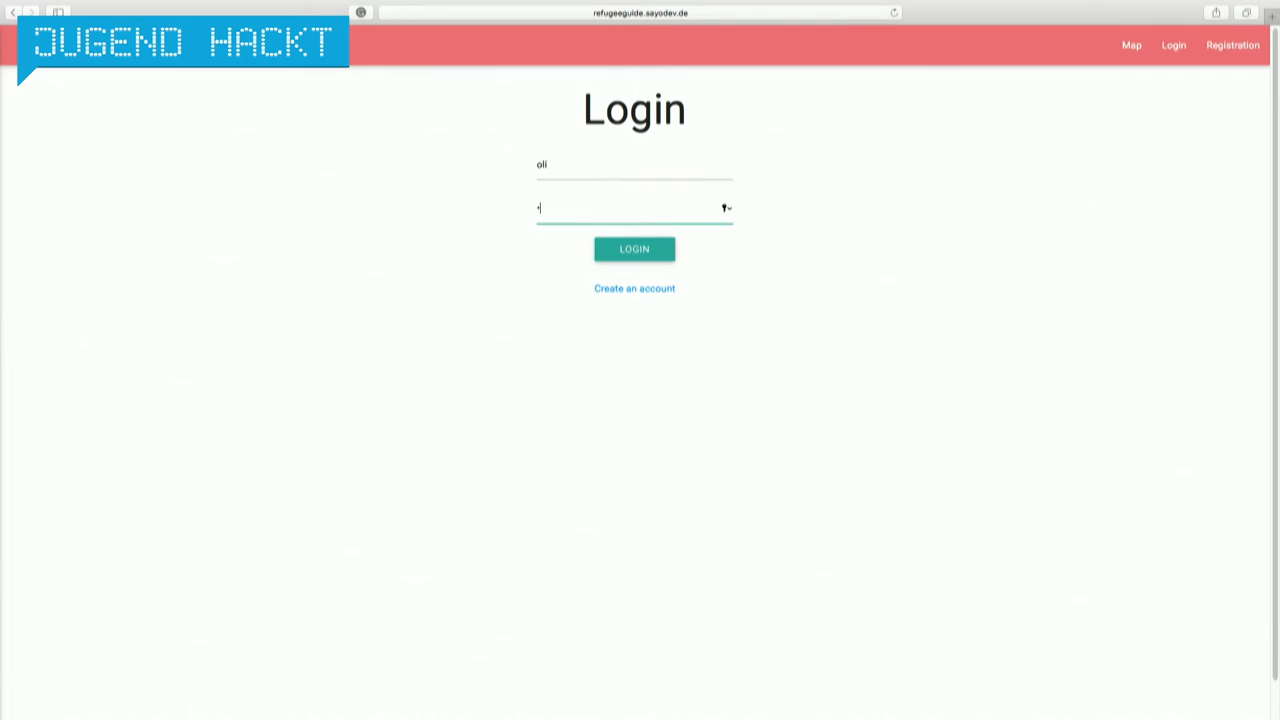 refugeeguide.sayodev.de
JUGEND HACKT
Map
Login
Registration
Login
oli
LOGIN
Create an account